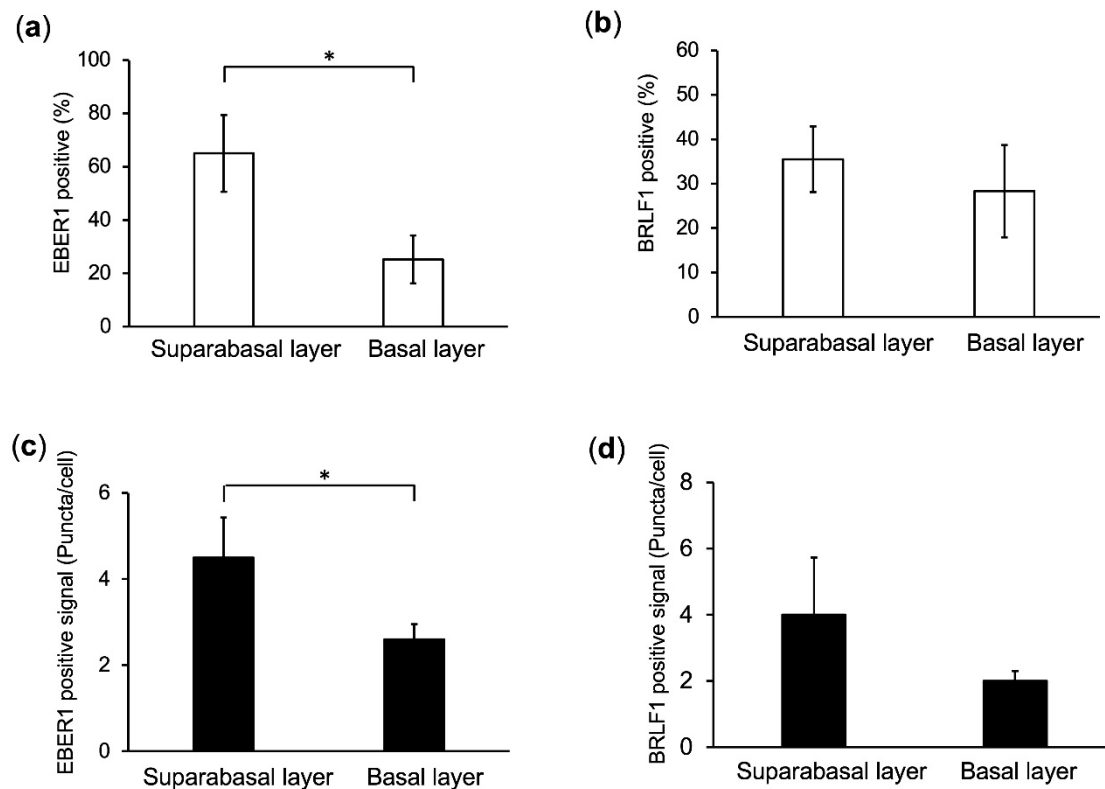 (a)
EBER1 positive (%)
100
80
60
40
20
0
*
Suparabasal layer
Basal layer
(b)
BRLF1 positive (%)
60
50
40
30
20
10
0
Suparabasal layer
Basal layer
(c)
EBER1 positive signal (Puncta/cell)
6
4
2
0
*
Suparabasal layer
Basal layer
(d)
BRLF1 positive signal (Puncta/cell)
8
6
4
2
0
Suparabasal layer
Basal layer